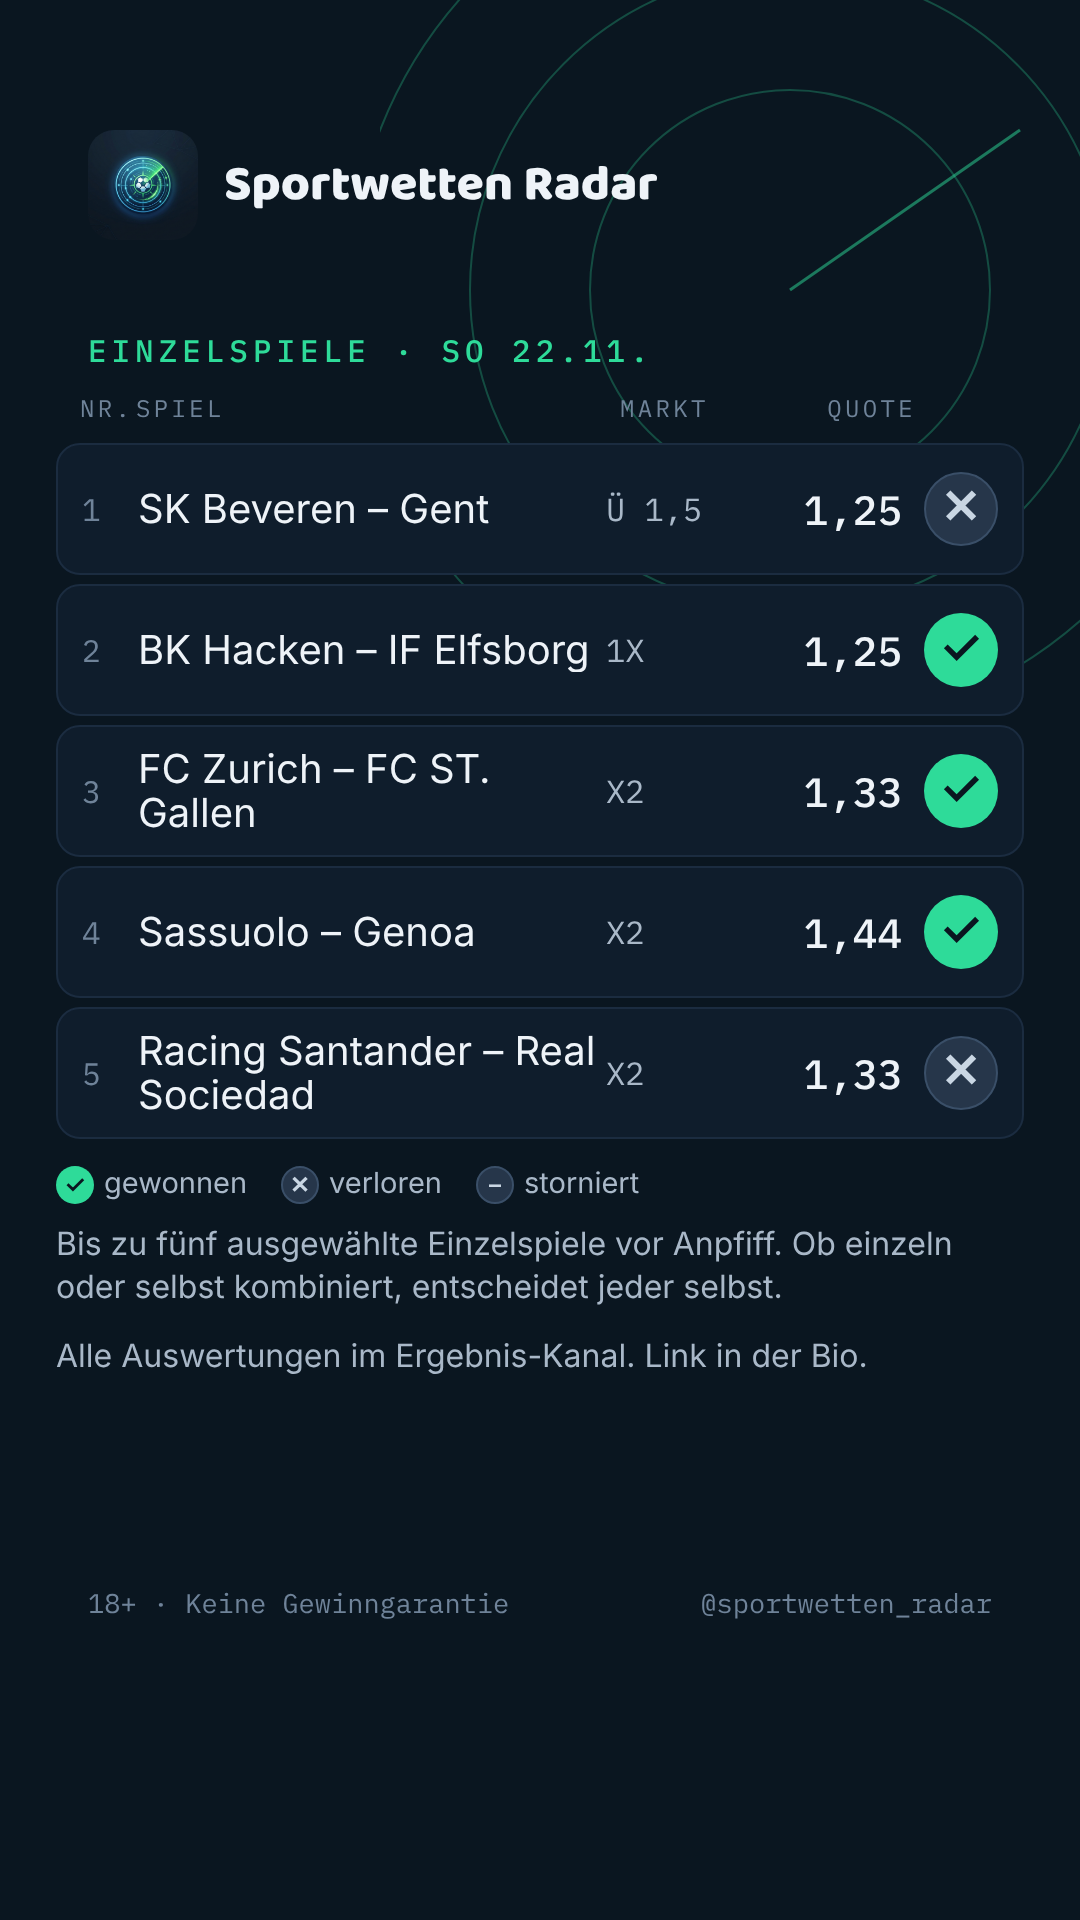 Sportwetten Radar
EINZELSPIELE · SO 22.11.
NR. SPIEL MARKT QUOTE
1 SK Beveren – Gent Ü 1,5 1,25
2 BK Hacken – IF Elfsborg 1X 1,25
3 FC Zurich – FC ST. Gallen X2 1,33
4 Sassuolo – Genoa X2 1,44
5 Racing Santander – Real Sociedad X2 1,33
gewonnen verloren storniert
Bis zu fünf ausgewählte Einzelspiele vor Anpfiff. Ob einzeln
oder selbst kombiniert, entscheidet jeder selbst.
Alle Auswertungen im Ergebnis-Kanal. Link in der Bio.
18+ · Keine Gewinngarantie @sportwetten_radar